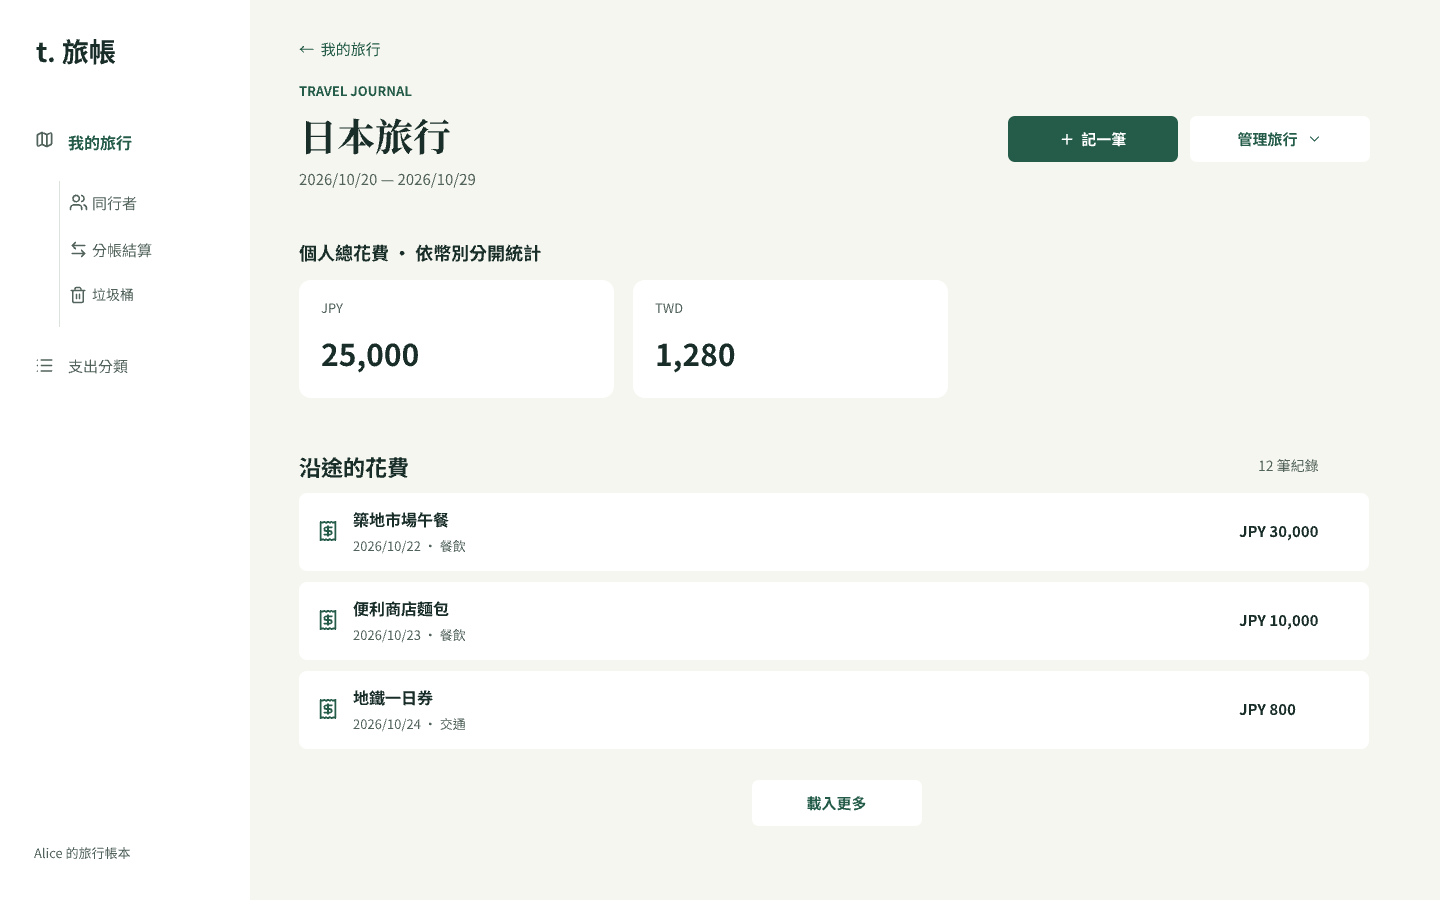 t. 旅帳
我的旅行
同行者
分帳結算
垃圾桶
支出分類
Alice 的旅行帳本
← 我的旅行
TRAVEL JOURNAL
日本旅行
2026/10/20 — 2026/10/29
+ 記一筆
管理旅行
個人總花費 · 依幣別分開統計
JPY
25,000
TWD
1,280
沿途的花費
12 筆紀錄
築地市場午餐
2026/10/22 · 餐飲
JPY 30,000
便利商店麵包
2026/10/23 · 餐飲
JPY 10,000
地鐵一日券
2026/10/24 · 交通
JPY 800
載入更多